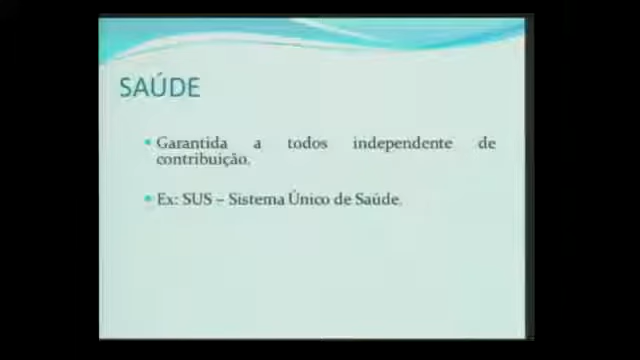 SAÚDE
Garantida a todos independente de
contribuição.
Ex: SUS – Sistema Único de Saúde.